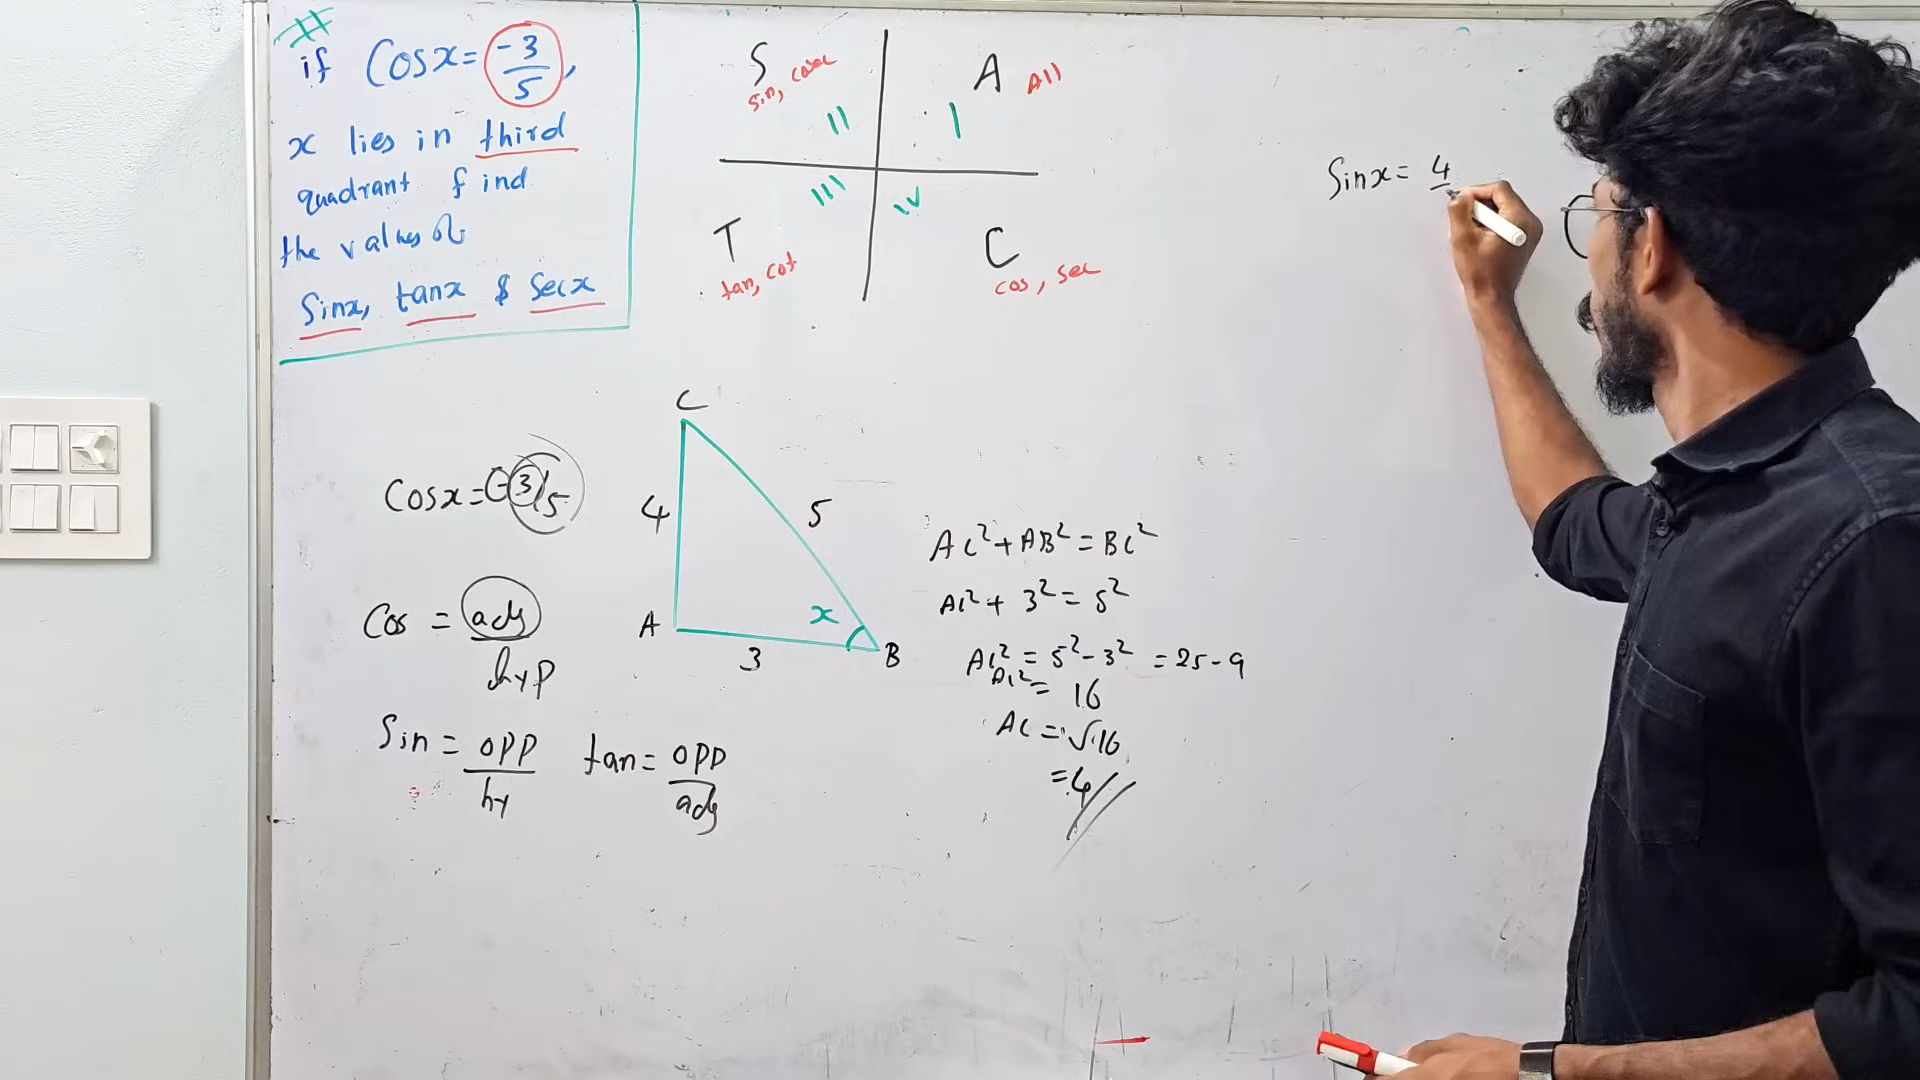 if Cosx = -3/5,
x lies in third
quadrant find
the values of
Sinx, tanx & secx
S
sin, cosec
II
A All
I
III
T
tan, cot
IV
C
cos, sec
Sinx = 4
C
4
5
A
x
3
B
Cosx = -3/5
Cos = adj/hyp
Sin = opp/hy
tan = opp/adj
AC² + AB² = BC²
AC² + 3² = 5²
AC² = 5² - 3² = 25 - 9
AC² = 16
AC = √16
= 4